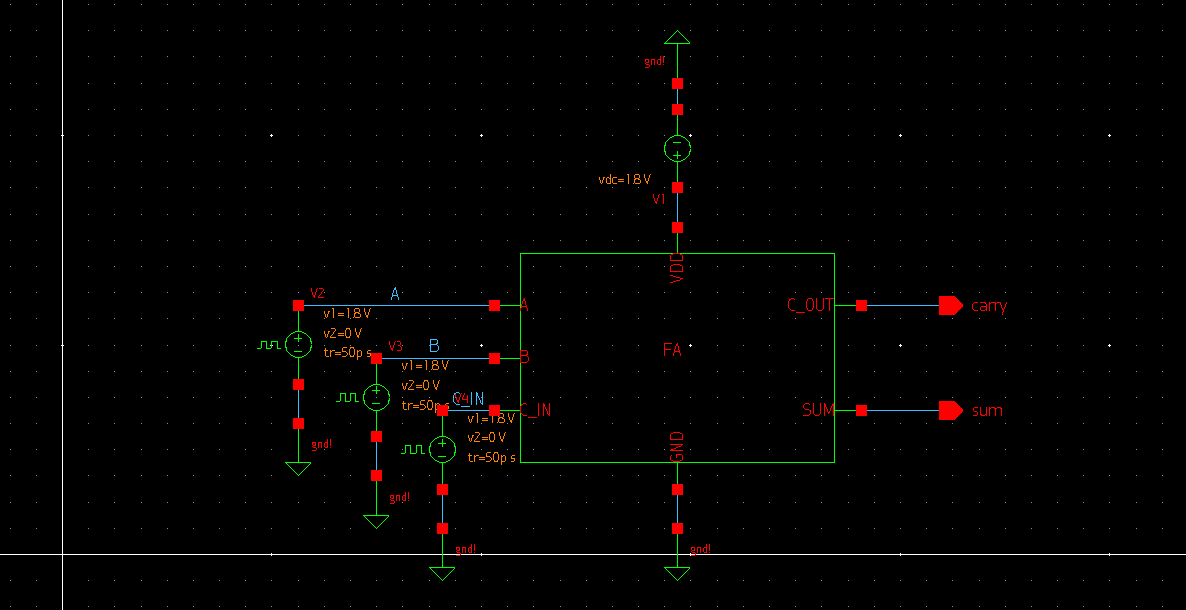 gnd!
vdc=1.8 V
V1
VDD
V2
A
v1=1.8 V
v2=0 V
tr=50p s
A
C_OUT
carry
V3
B
v1=1.8 V
v2=0 V
tr=50p s
B
FA
V4
C_IN
v1=1.8 V
v2=0 V
tr=50p s
C_IN
SUM
sum
GND
gnd!
gnd!
gnd!
gnd!